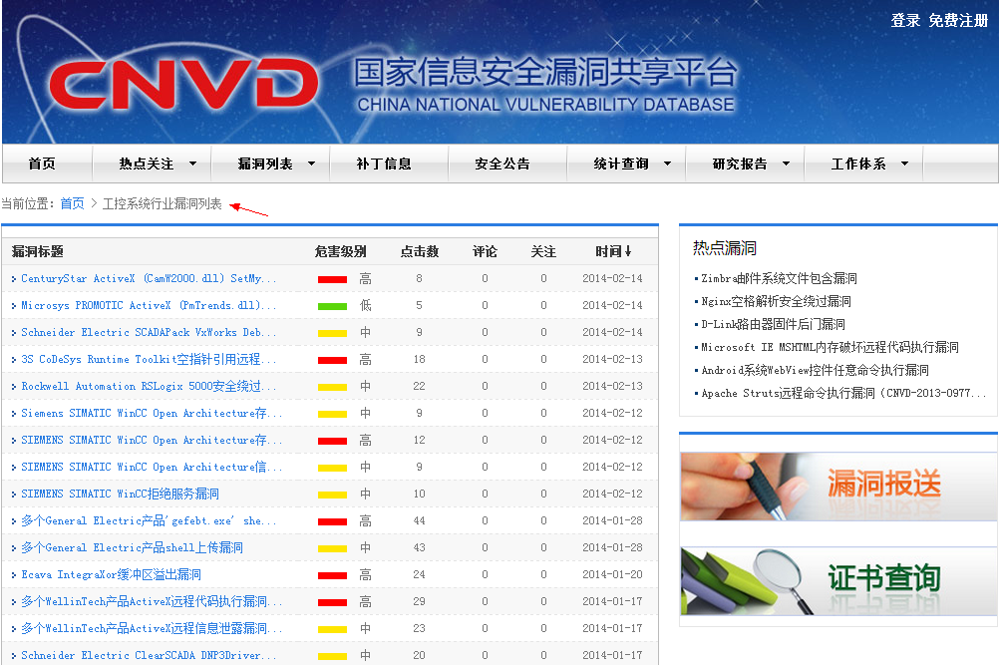 登录 免费注册
CNVD
国家信息安全漏洞共享平台
CHINA NATIONAL VULNERABILITY DATABASE
首页 热点关注 漏洞列表 补丁信息 安全公告 统计查询 研究报告 工作体系
当前位置：首页 > 工控系统行业漏洞列表
漏洞标题 危害级别 点击数 评论 关注 时间↓
CenturyStar ActiveX (CamW2000.dll) SetMy... 高 8 0 0 2014-02-14
Microsys PROMOTIC ActiveX (PmTrends.dll)... 低 5 0 0 2014-02-14
Schneider Electric SCADAPack VxWorks Deb... 中 9 0 0 2014-02-14
3S CoDeSys Runtime Toolkit空指针引用远程... 高 18 0 0 2014-02-13
Rockwell Automation RSLogix 5000安全绕过... 中 22 0 0 2014-02-13
Siemens SIMATIC WinCC Open Architecture存... 中 9 0 0 2014-02-12
SIEMENS SIMATIC WinCC Open Architecture存... 高 12 0 0 2014-02-12
SIEMENS SIMATIC WinCC Open Architecture信... 中 9 0 0 2014-02-12
SIEMENS SIMATIC WinCC拒绝服务漏洞 中 10 0 0 2014-02-12
多个General Electric产品'gefebt.exe' she... 高 44 0 0 2014-01-28
多个General Electric产品shell上传漏洞 中 43 0 0 2014-01-28
Ecava IntegraXor缓冲区溢出漏洞 高 24 0 0 2014-01-20
多个WellinTech产品ActiveX远程代码执行漏洞... 高 29 0 0 2014-01-17
多个WellinTech产品ActiveX远程信息泄露漏洞... 中 23 0 0 2014-01-17
Schneider Electric ClearSCADA DNP3Driver... 中 20 0 0 2014-01-17
热点漏洞
Zimbra邮件系统文件包含漏洞
Nginx空格解析安全绕过漏洞
D-Link路由器固件后门漏洞
Microsoft IE MSHTML内存破坏远程代码执行漏洞
Android系统WebView控件任意命令执行漏洞
Apache Struts远程命令执行漏洞（CNVD-2013-0977...
漏洞报送
证书查询